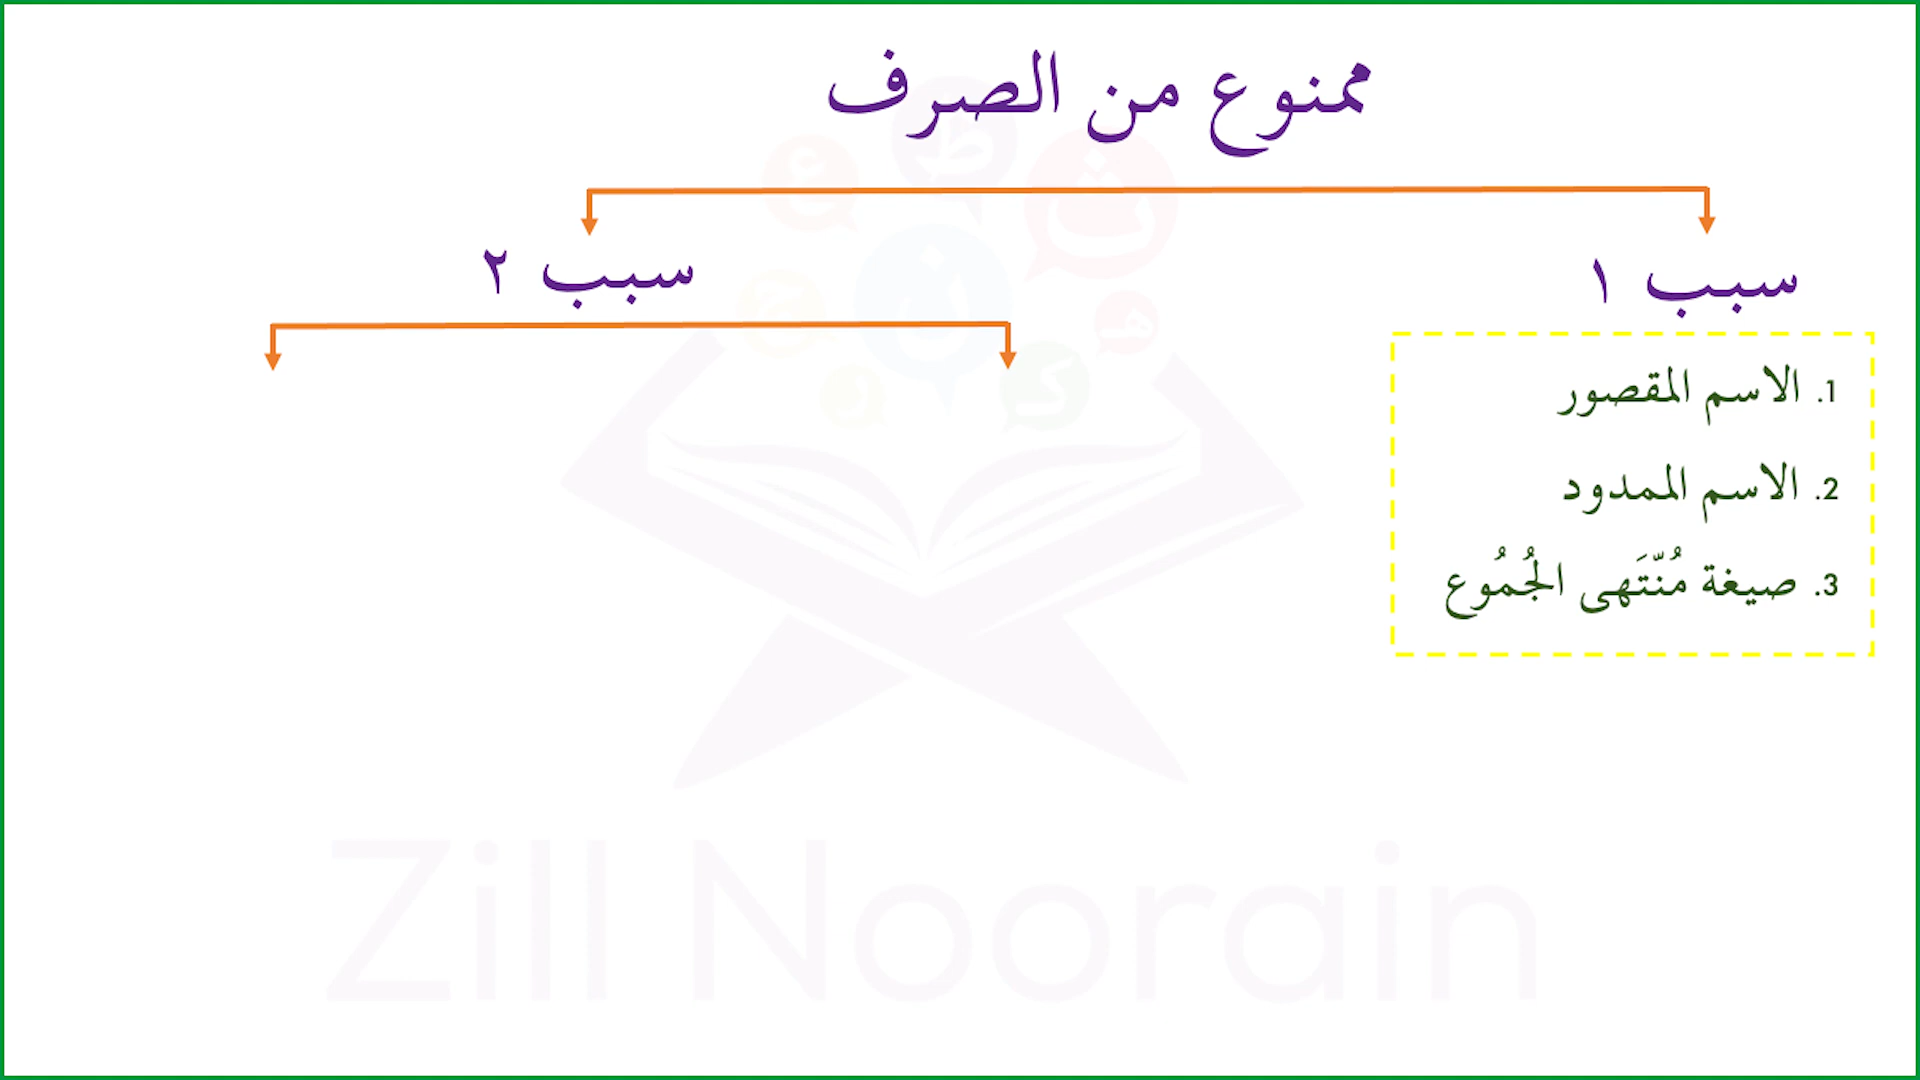 ممنوع من الصرف
سبب ١
سبب ٢
1. الاسم المقصور
2. الاسم الممدود
3. صيغة مُنّتَهى الجُمُوع
Zill Noorain